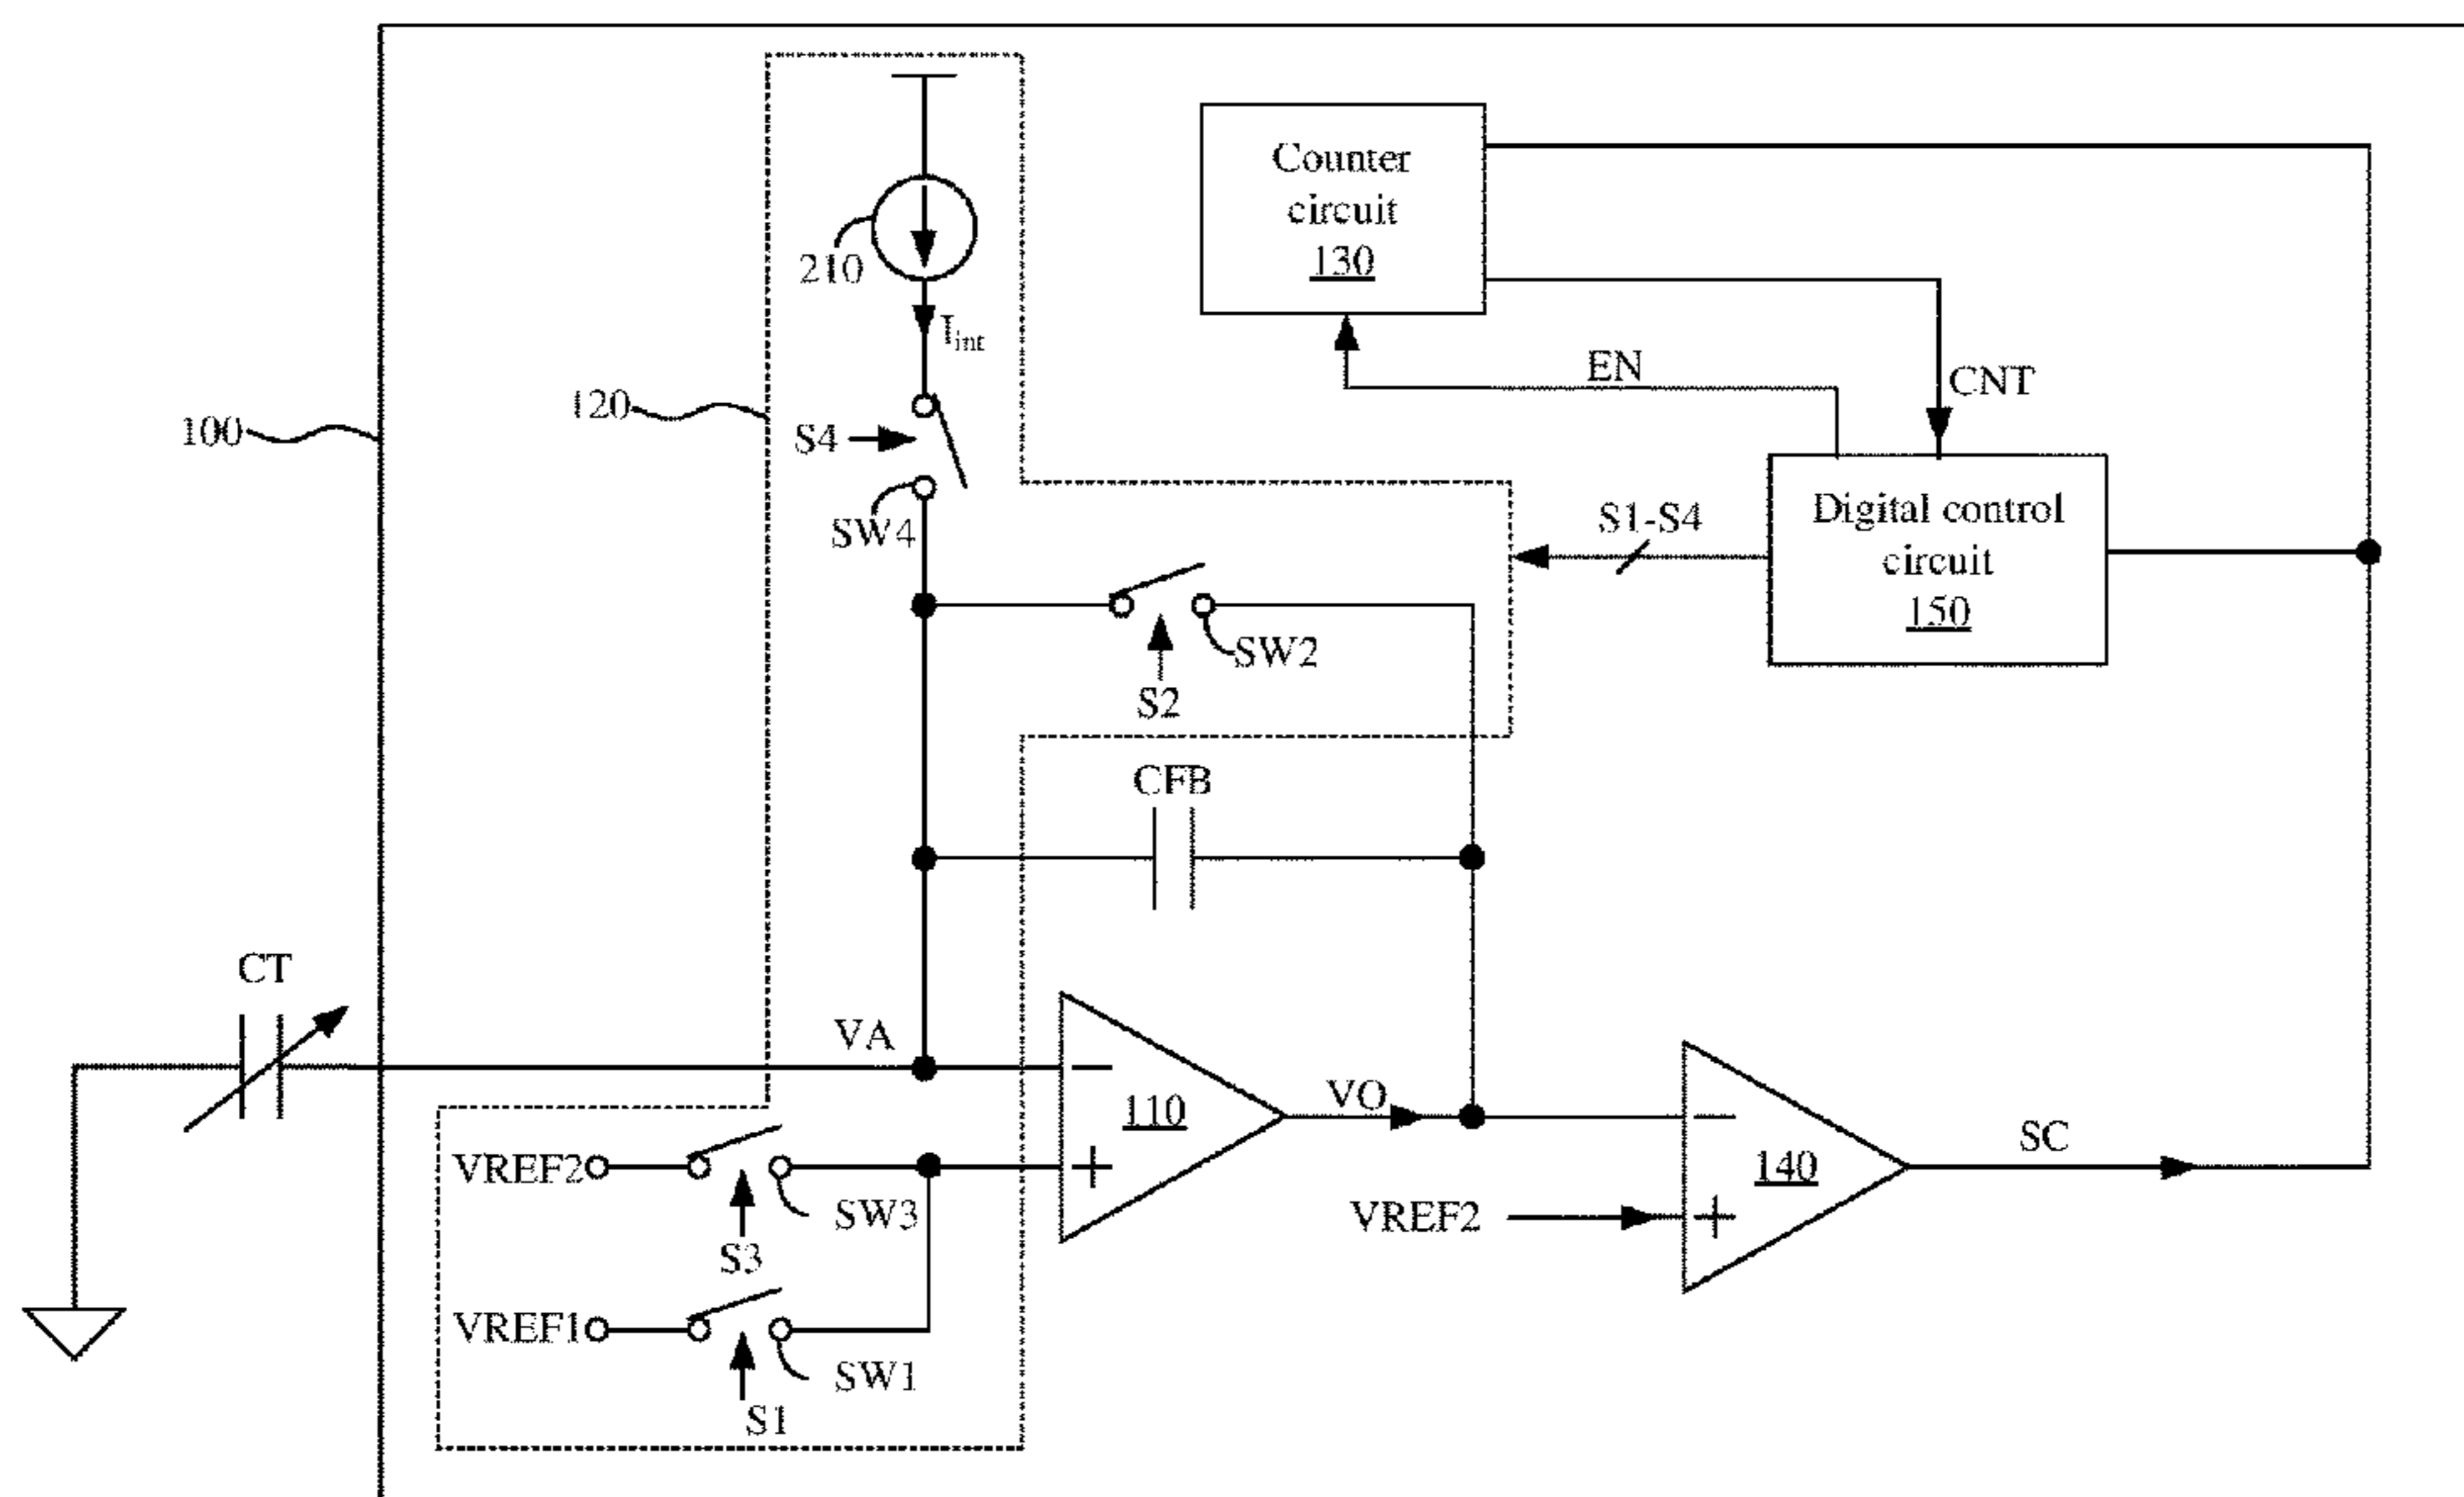 Counter
circuit
130
210
I_int
EN
CNT
120
100
S4
SW4
S1-S4
Digital control
circuit
150
SW2
S2
CFB
CT
VA
VO
110
SC
140
VREF2
SW3
S3
VREF2
VREF1
SW1
S1